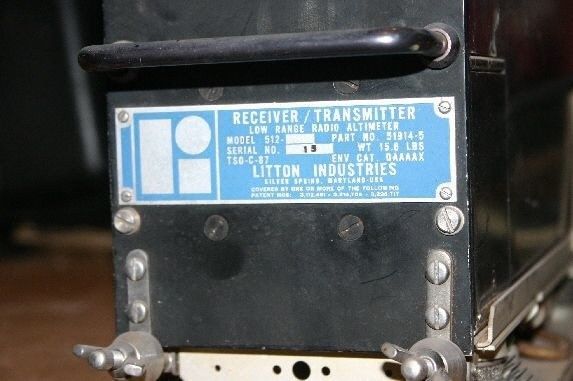 RECEIVER/TRANSMITTER
LOW RANGE RADIO ALTIMETER
MODEL 512- PART NO. 51914-5
SERIAL NO. 15 WT 15.6 LBS
TSO-C-87 ENV CAT. OAAAAX
LITTON INDUSTRIES
SILVER SPRING, MARYLAND-USA
COVERED BY ONE OR MORE OF THE FOLLOWING
PATENT NOS: